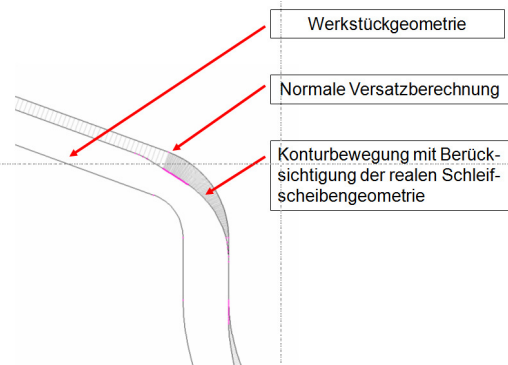 Werkstückgeometrie
Normale Versatzberechnung
Konturbewegung mit Berück-
sichtigung der realen Schleif-
scheibengeometrie